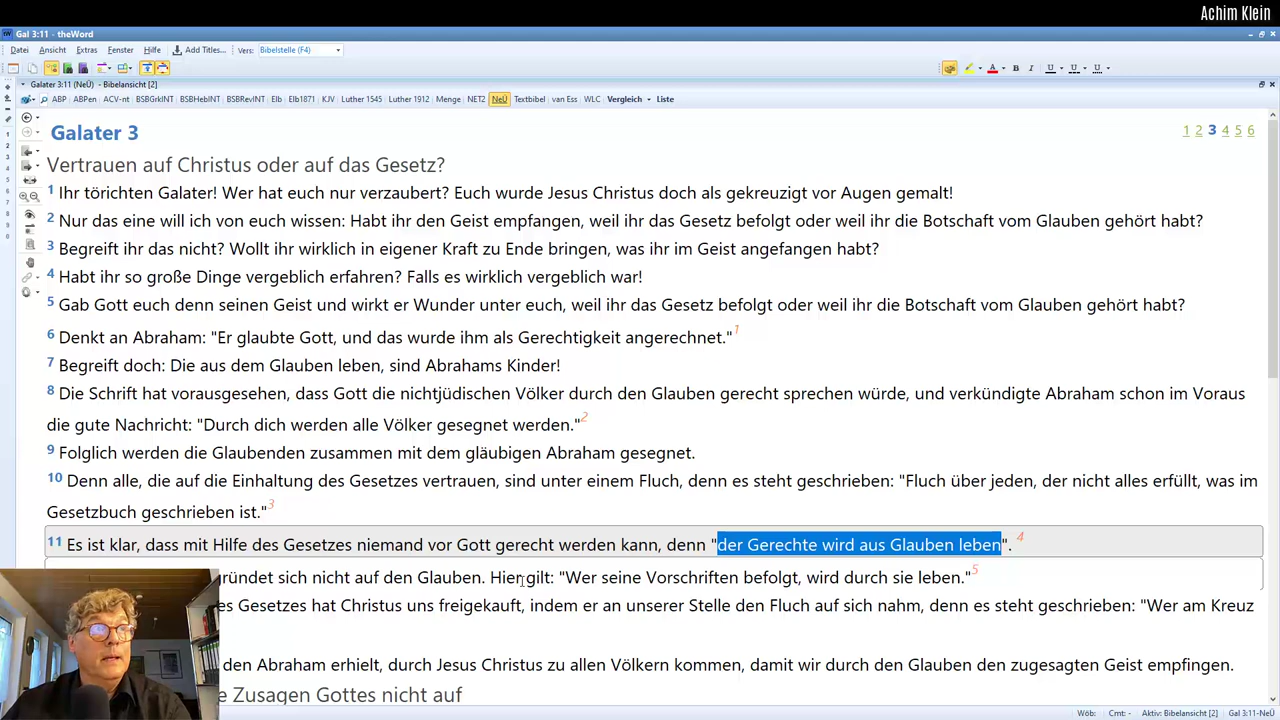 Achim Klein
Gal 3:11 - theWord
Datei Ansicht Extras Fenster Hilfe Add Titles... Vers: Bibelstelle (F4)
Galater 3:11 (NeÜ) - Bibelansicht [2]
ABP ABPen ACV-nt BSBGrkINT BSBHebINT BSBRevINT Elb Elb1871 KJV Luther 1545 Luther 1912 Menge NET2 NeÜ Textbibel van Ess WLC Vergleich Liste
Galater 3
1 2 3 4 5 6
Vertrauen auf Christus oder auf das Gesetz?
1 Ihr törichten Galater! Wer hat euch nur verzaubert? Euch wurde Jesus Christus doch als gekreuzigt vor Augen gemalt!
2 Nur das eine will ich von euch wissen: Habt ihr den Geist empfangen, weil ihr das Gesetz befolgt oder weil ihr die Botschaft vom Glauben gehört habt?
3 Begreift ihr das nicht? Wollt ihr wirklich in eigener Kraft zu Ende bringen, was ihr im Geist angefangen habt?
4 Habt ihr so große Dinge vergeblich erfahren? Falls es wirklich vergeblich war!
5 Gab Gott euch denn seinen Geist und wirkt er Wunder unter euch, weil ihr das Gesetz befolgt oder weil ihr die Botschaft vom Glauben gehört habt?
6 Denkt an Abraham: "Er glaubte Gott, und das wurde ihm als Gerechtigkeit angerechnet." 1
7 Begreift doch: Die aus dem Glauben leben, sind Abrahams Kinder!
8 Die Schrift hat vorausgesehen, dass Gott die nichtjüdischen Völker durch den Glauben gerecht sprechen würde, und verkündigte Abraham schon im Voraus
die gute Nachricht: "Durch dich werden alle Völker gesegnet werden." 2
9 Folglich werden die Glaubenden zusammen mit dem gläubigen Abraham gesegnet.
10 Denn alle, die auf die Einhaltung des Gesetzes vertrauen, sind unter einem Fluch, denn es steht geschrieben: "Fluch über jeden, der nicht alles erfüllt, was im
Gesetzbuch geschrieben ist." 3
11 Es ist klar, dass mit Hilfe des Gesetzes niemand vor Gott gerecht werden kann, denn "der Gerechte wird aus Glauben leben". 4
ründet sich nicht auf den Glauben. Hier gilt: "Wer seine Vorschriften befolgt, wird durch sie leben." 5
es Gesetzes hat Christus uns freigekauft, indem er an unserer Stelle den Fluch auf sich nahm, denn es steht geschrieben: "Wer am Kreuz
den Abraham erhielt, durch Jesus Christus zu allen Völkern kommen, damit wir durch den Glauben den zugesagten Geist empfingen.
e Zusagen Gottes nicht auf
Wöb: Cmt: - Aktiv: Bibelansicht [2] Gal 3:11-NeÜ